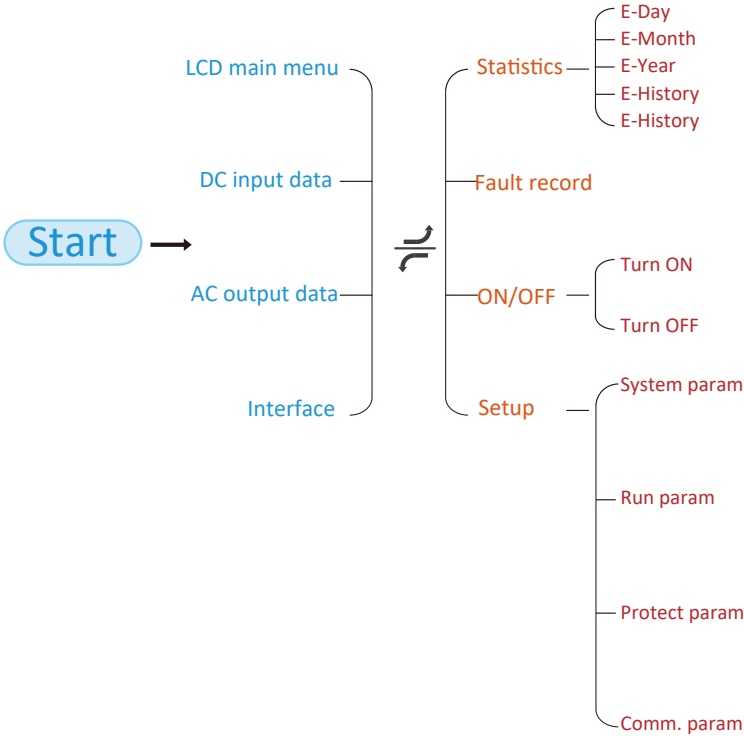 Start
LCD main menu
DC input data
AC output data
Interface
Statistics
Fault record
ON/OFF
Setup
E-Day
E-Month
E-Year
E-History
E-History
Turn ON
Turn OFF
System param
Run param
Protect param
Comm. param